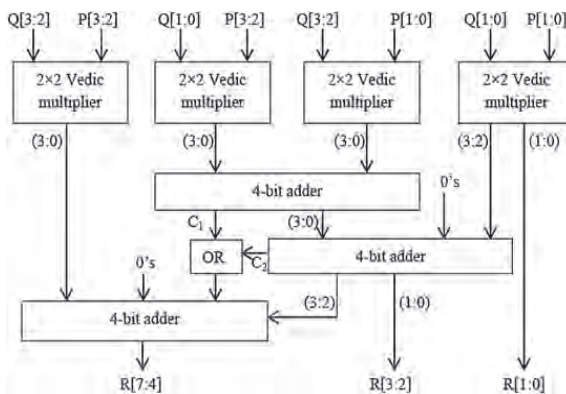 Q[3:2] P[3:2] Q[1:0] P[3:2] Q[3:2] P[1:0] Q[1:0] P[1:0]
2×2 Vedic multiplier
2×2 Vedic multiplier
2×2 Vedic multiplier
2×2 Vedic multiplier
(3:0) (3:0) (3:0) (3:2) (1:0)
4-bit adder
0's
C1 (3:0)
OR C2 4-bit adder
0's
(3:2) (1:0)
4-bit adder
R[7:4] R[3:2] R[1:0]